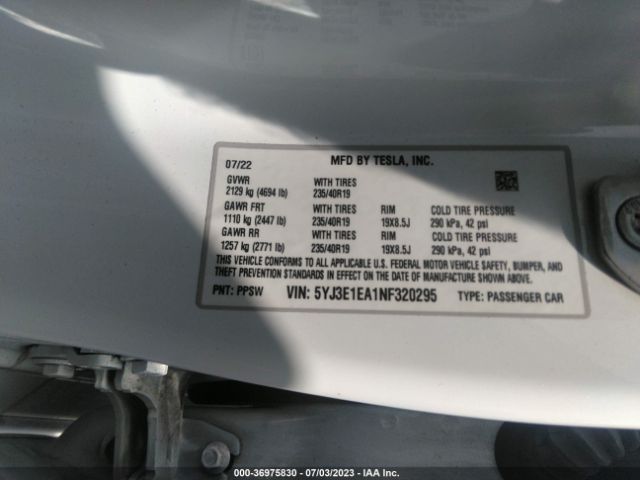 07/22 MFD BY TESLA, INC.
GVWR WITH TIRES
2129 kg (4694 lb) 235/40R19
GAWR FRT WITH TIRES RIM COLD TIRE PRESSURE
1110 kg (2447 lb) 235/40R19 19X8.5J 290 kPa, 42 psi
GAWR RR WITH TIRES RIM COLD TIRE PRESSURE
1257 kg (2771 lb) 235/40R19 19X8.5J 290 kPa, 42 psi
THIS VEHICLE CONFORMS TO ALL APPLICABLE U.S. FEDERAL MOTOR VEHICLE SAFETY, BUMPER, AND
THEFT PREVENTION STANDARDS IN EFFECT ON THE DATE OF MANUFACTURE SHOWN ABOVE.
PNT: PPSW VIN: 5YJ3E1EA1NF320295 TYPE: PASSENGER CAR
© COPYRIGHT - 36975830 - 07/03/2023 - IAA Inc.